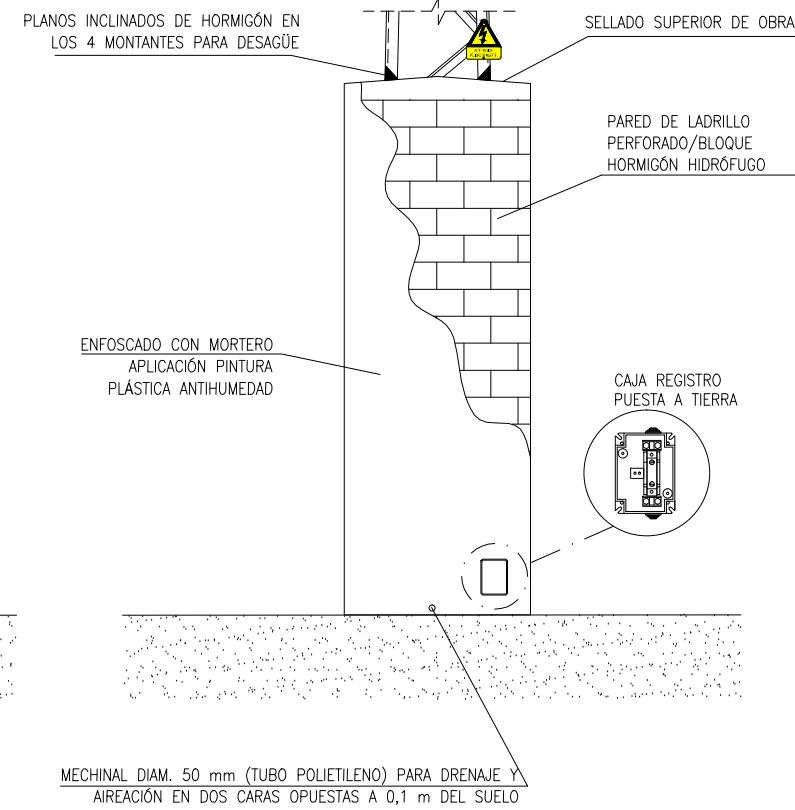 PLANOS INCLINADOS DE HORMIGÓN EN
LOS 4 MONTANTES PARA DESAGÜE
SELLADO SUPERIOR DE OBRA
PARED DE LADRILLO
PERFORADO/BLOQUE
HORMIGÓN HIDRÓFUGO
ENFOSCADO CON MORTERO
APLICACIÓN PINTURA
PLÁSTICA ANTIHUMEDAD
CAJA REGISTRO
PUESTA A TIERRA
MECHINAL DIAM. 50 mm (TUBO POLIETILENO) PARA DRENAJE Y
AIREACIÓN EN DOS CARAS OPUESTAS A 0,1 m DEL SUELO